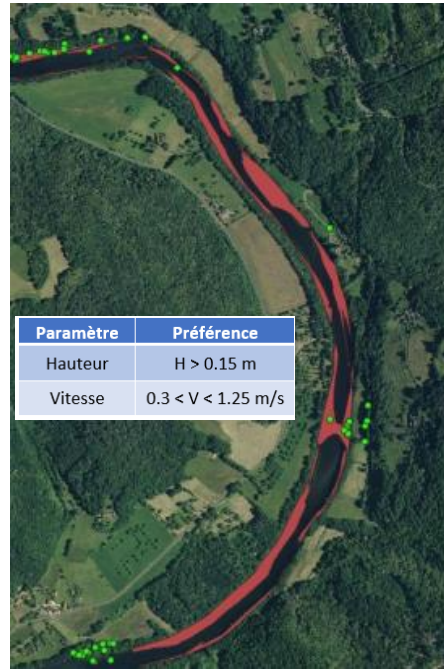 Paramètre Préférence
Hauteur H > 0.15 m
Vitesse 0.3 < V < 1.25 m/s